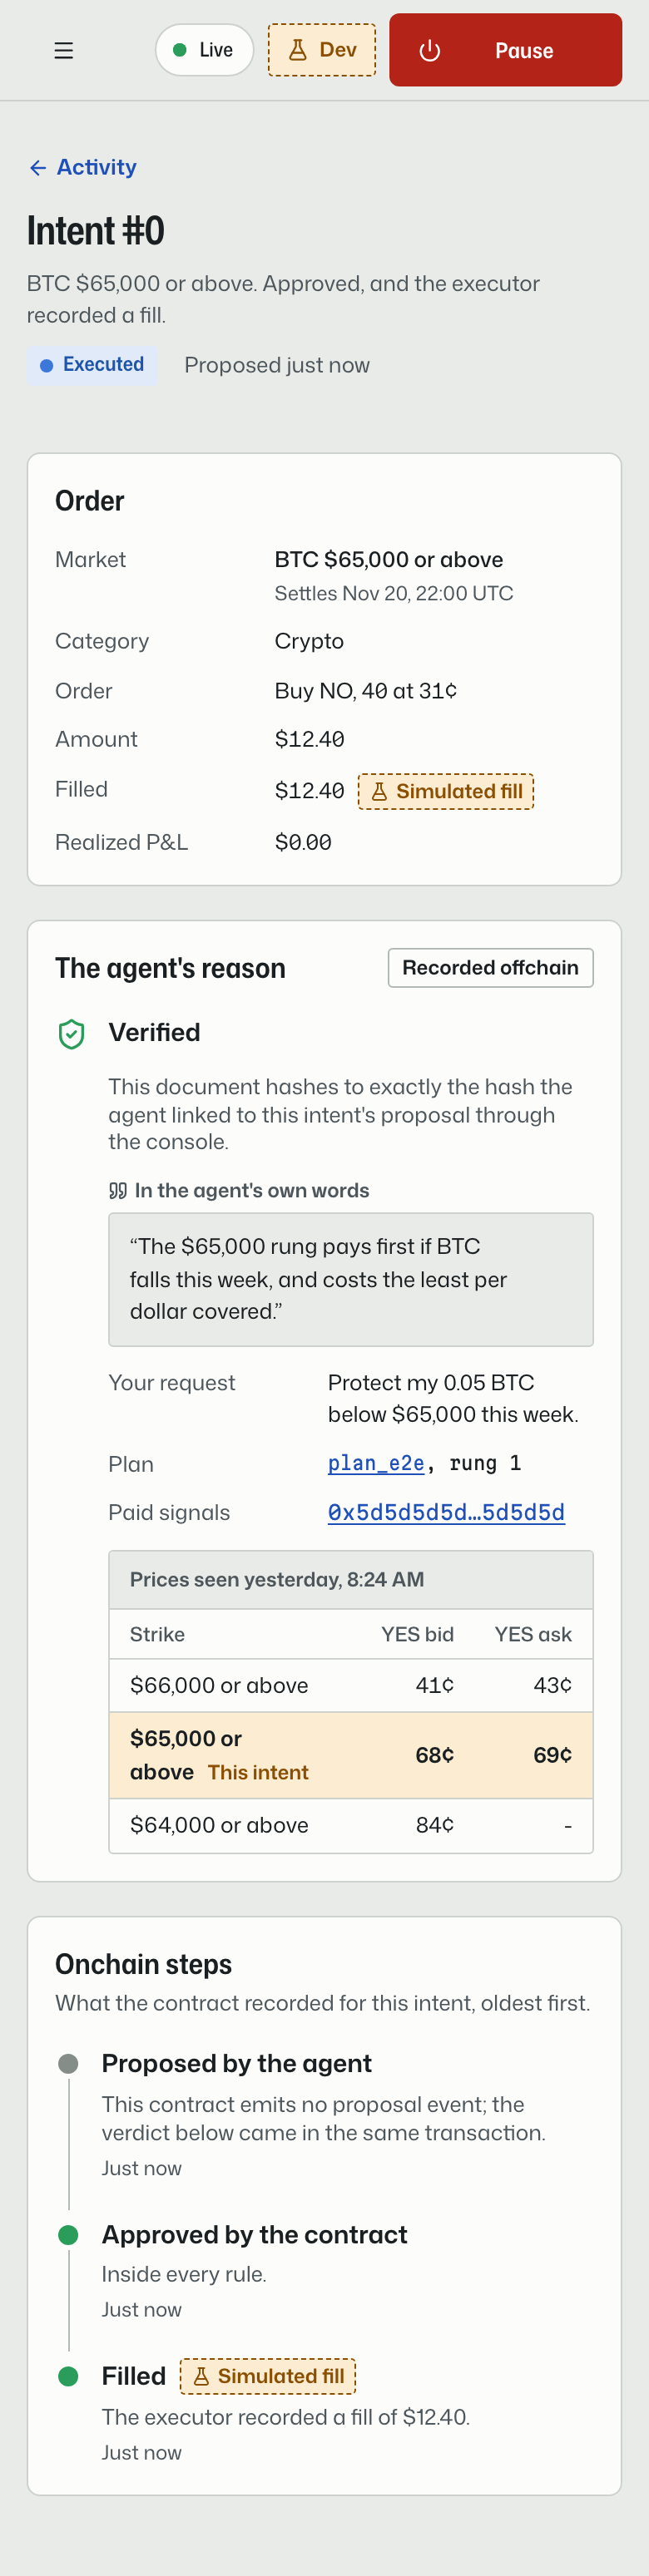 Live
Dev
Pause
Activity
Intent #0
BTC $65,000 or above. Approved, and the executor
recorded a fill.
Executed
Proposed just now
Order
Market
BTC $65,000 or above
Settles Nov 20, 22:00 UTC
Category
Crypto
Order
Buy NO, 40 at 31¢
Amount
$12.40
Filled
$12.40
Simulated fill
Realized P&L
$0.00
The agent's reason
Recorded offchain
Verified
This document hashes to exactly the hash the
agent linked to this intent's proposal through
the console.
In the agent's own words
“The $65,000 rung pays first if BTC
falls this week, and costs the least per
dollar covered.”
Your request
Protect my 0.05 BTC
below $65,000 this week.
Plan
plan_e2e, rung 1
Paid signals
0x5d5d5d5d…5d5d5d
Prices seen yesterday, 8:24 AM
Strike YES bid YES ask
$66,000 or above 41¢ 43¢
$65,000 or
above This intent 68¢ 69¢
$64,000 or above 84¢ -
Onchain steps
What the contract recorded for this intent, oldest first.
Proposed by the agent
This contract emits no proposal event; the
verdict below came in the same transaction.
Just now
Approved by the contract
Inside every rule.
Just now
Filled
Simulated fill
The executor recorded a fill of $12.40.
Just now